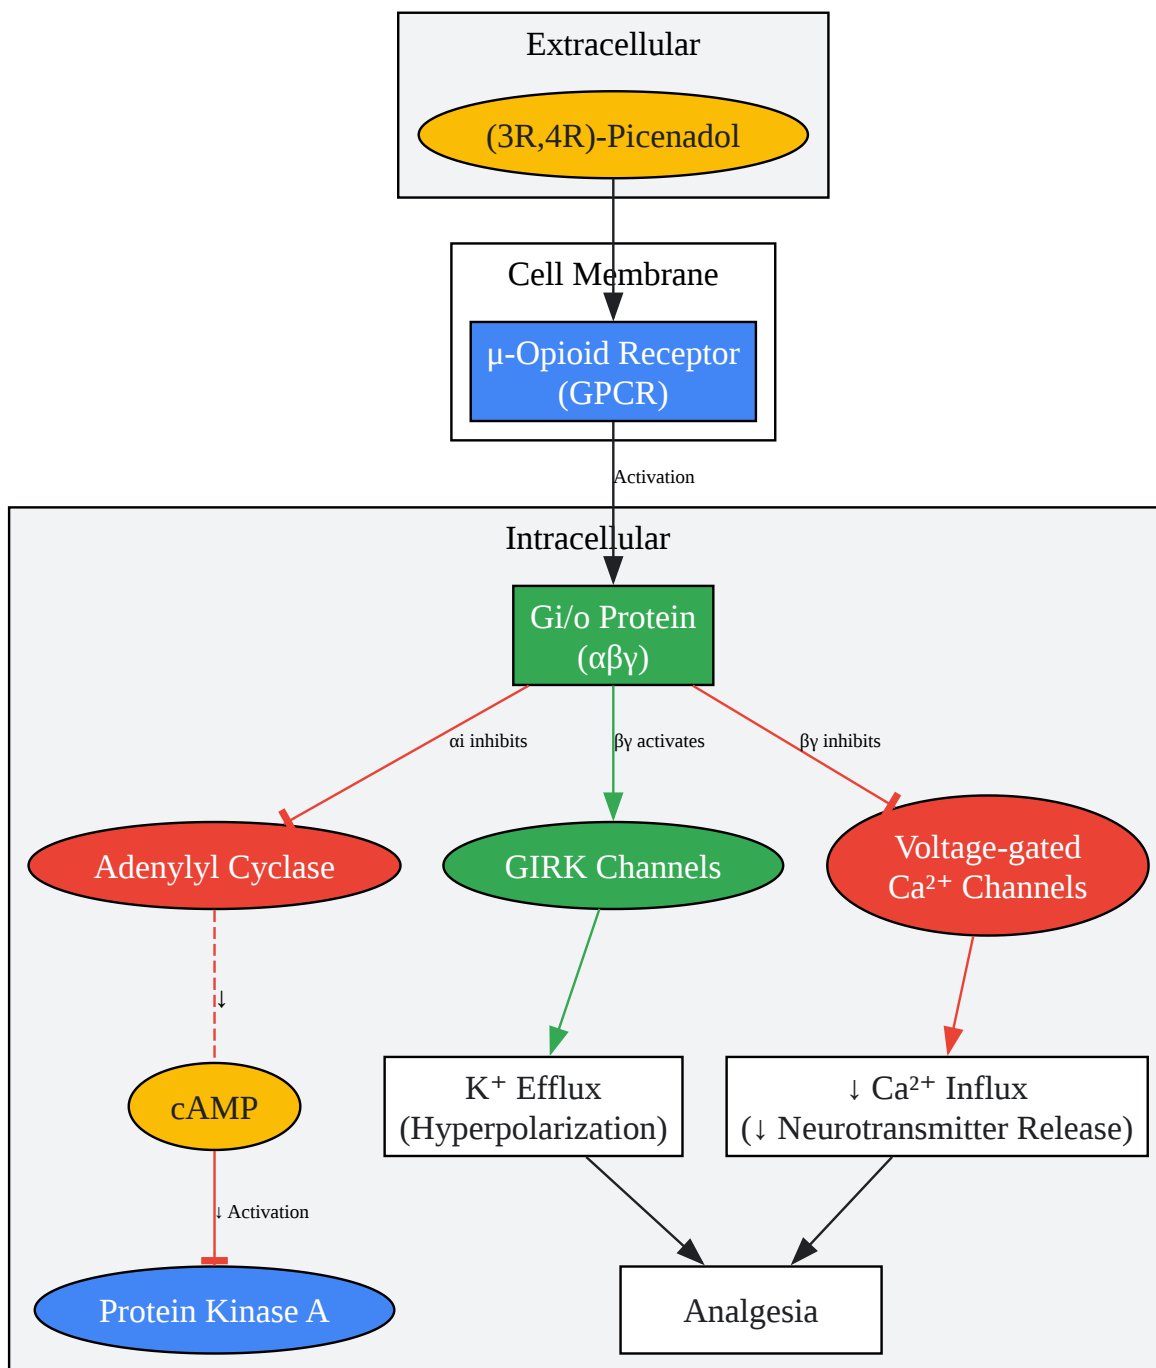 Extracellular
(3R,4R)-Picenadol
Cell Membrane
μ-Opioid Receptor
(GPCR)
Activation
Intracellular
Gi/o Protein
(αβγ)
αi inhibits
βγ activates
βγ inhibits
Adenylyl Cyclase
GIRK Channels
Voltage-gated
Ca²⁺ Channels
↓
cAMP
K⁺ Efflux
(Hyperpolarization)
↓ Ca²⁺ Influx
(↓ Neurotransmitter Release)
↓ Activation
Protein Kinase A
Analgesia